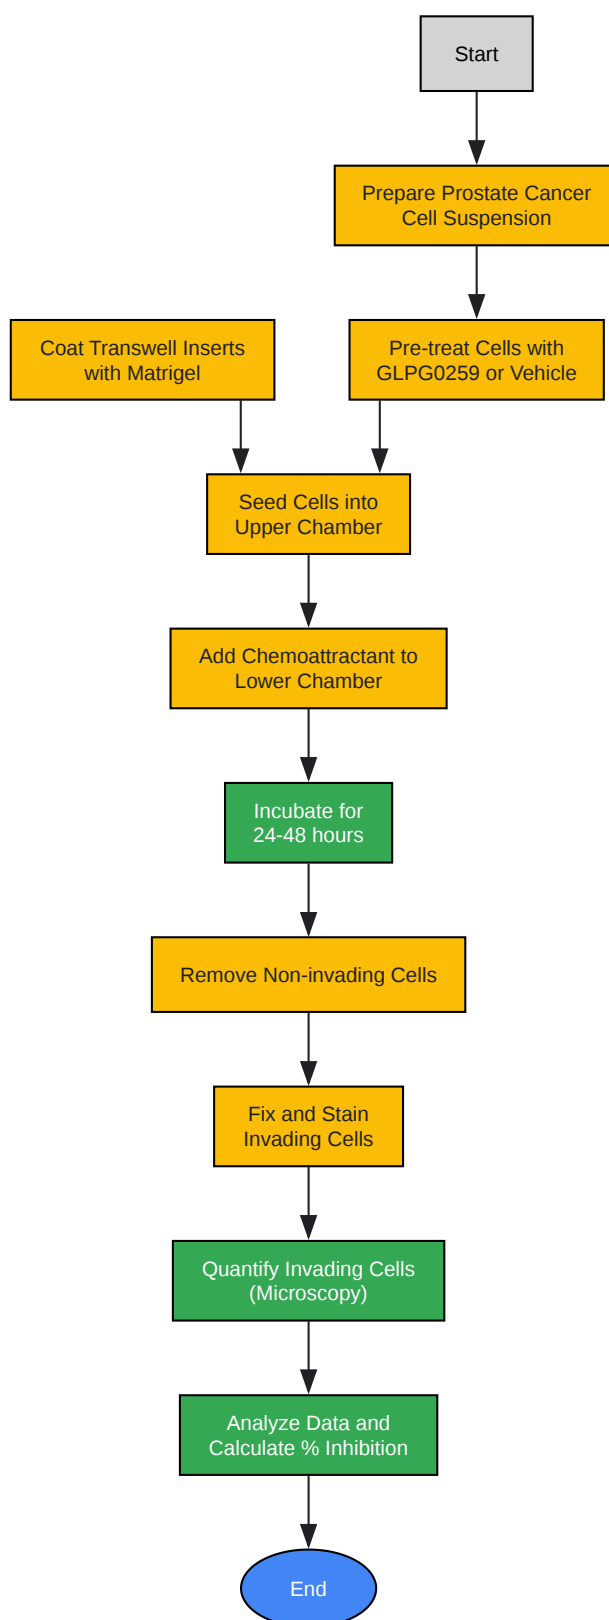 Start
Prepare Prostate Cancer
Cell Suspension
Coat Transwell Inserts
with Matrigel
Pre-treat Cells with
GLPG0259 or Vehicle
Seed Cells into
Upper Chamber
Add Chemoattractant to
Lower Chamber
Incubate for
24-48 hours
Remove Non-invading Cells
Fix and Stain
Invading Cells
Quantify Invading Cells
(Microscopy)
Analyze Data and
Calculate % Inhibition
End